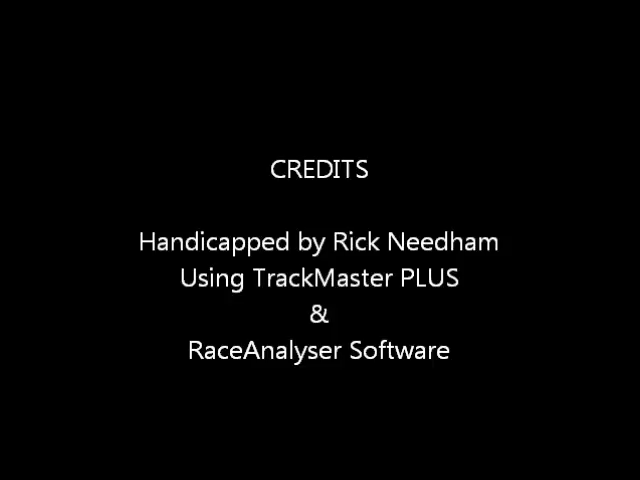 CREDITS
Handicapped by Rick Needham
Using TrackMaster PLUS
&
RaceAnalyser Software